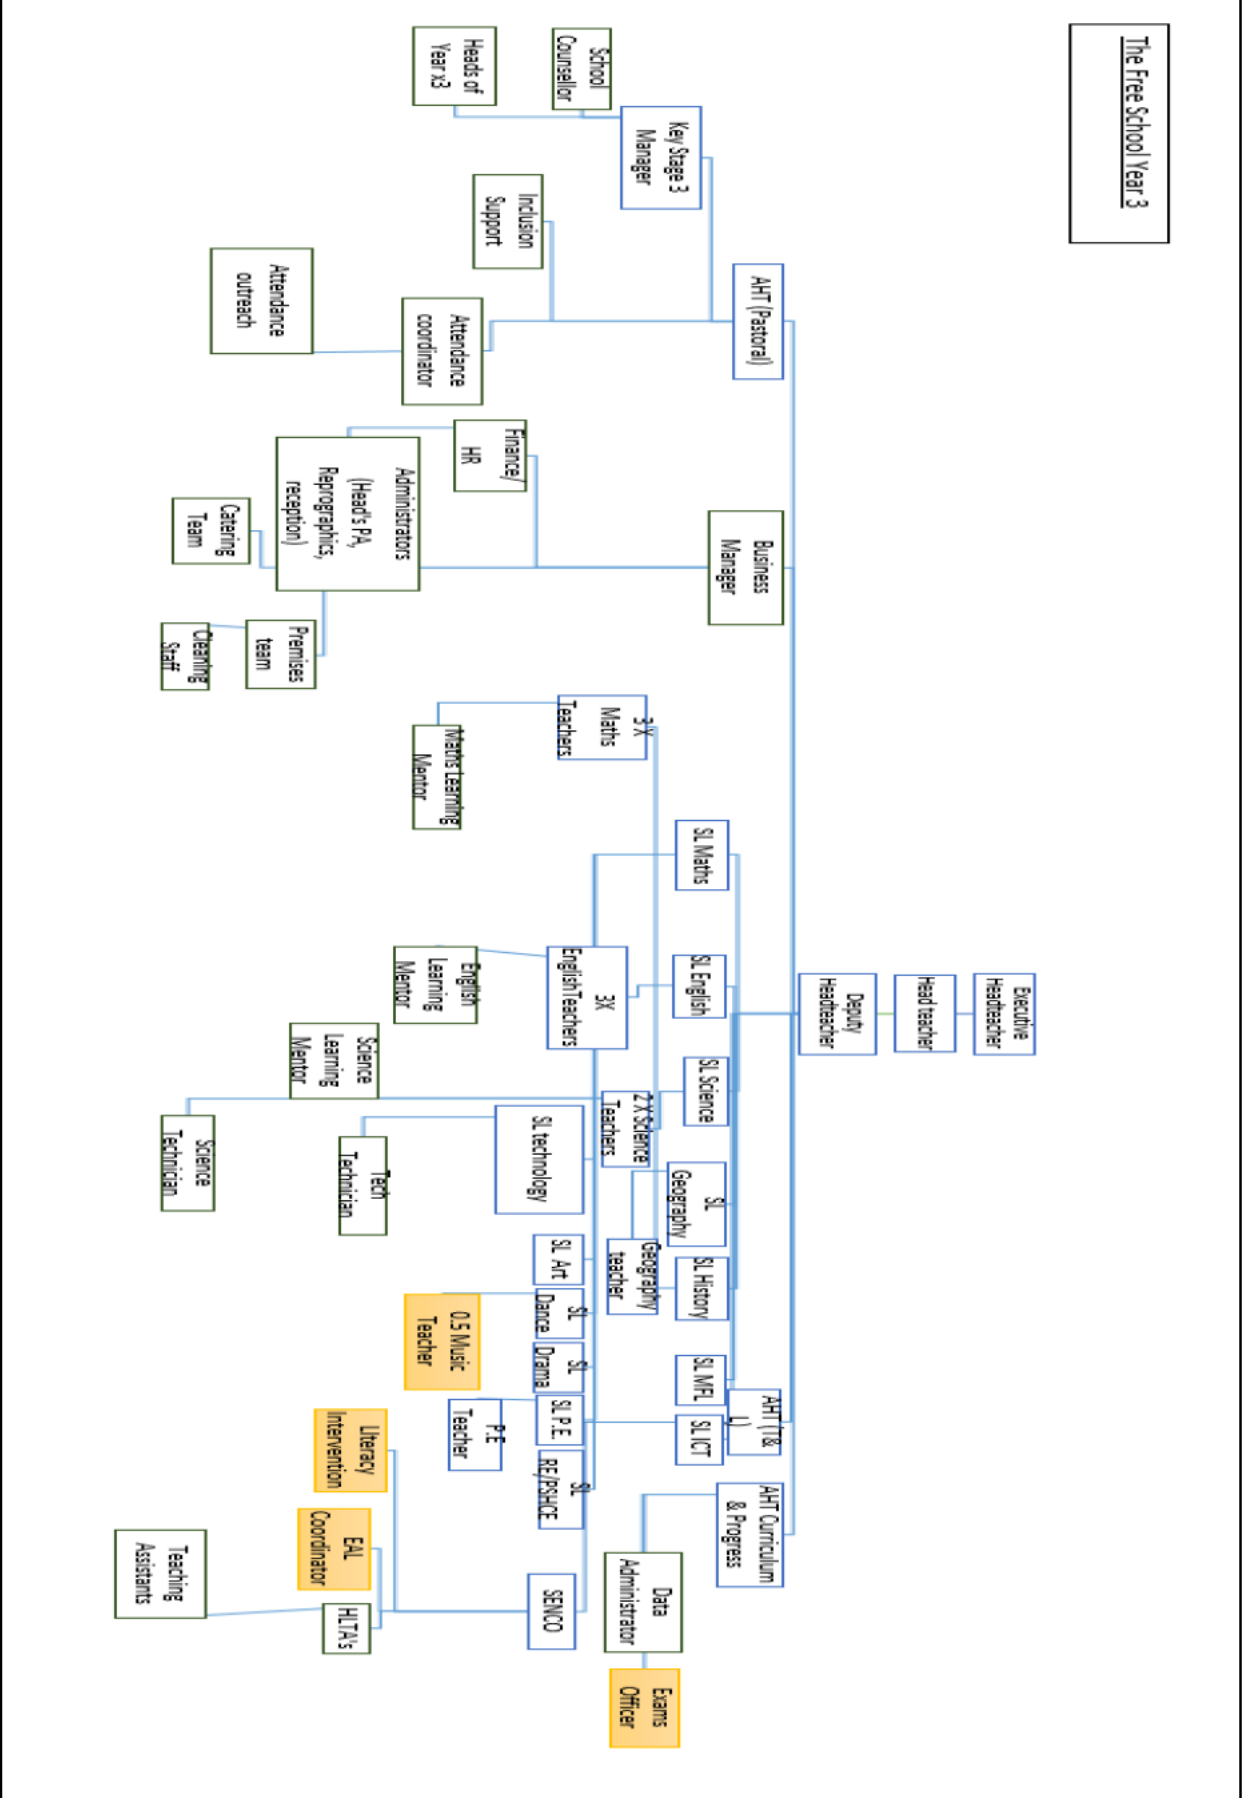 The Free School Year 3
Executive
Headteacher
Head teacher
Deputy
Headteacher
AHT (Pastoral)
Business
Manager
AHT (T&
L)
AHT Curriculum
& Progress
Key Stage 3
Manager
School
Counsellor
Heads of
Year x3
Inclusion
Support
Attendance
coordinator
Attendance
outreach
Finance/
HR
Administrators
(Head's PA,
Reprographics,
reception)
Catering
Team
Premises
team
Cleaning
Staff
SL Maths
SL English
SL Science
SL
Geography
SL History
SL MFL
SL ICT
3 X
Maths
Teachers
Maths Learning
Mentor
3X
English Teachers
English
Learning
Mentor
2 X Science
Teachers
Science
Learning
Mentor
Science
Technician
Geography
teacher
SL technology
Tech
Technician
SL Art
SL
Dance
SL
Drama
SL P.E.
SL
RE/PSHCE
0.5 Music
Teacher
P.E
Teacher
SENCO
Literacy
Intervention
EAL
Coordinator
HLTA's
Teaching
Assistants
Data
Administrator
Exams
Officer